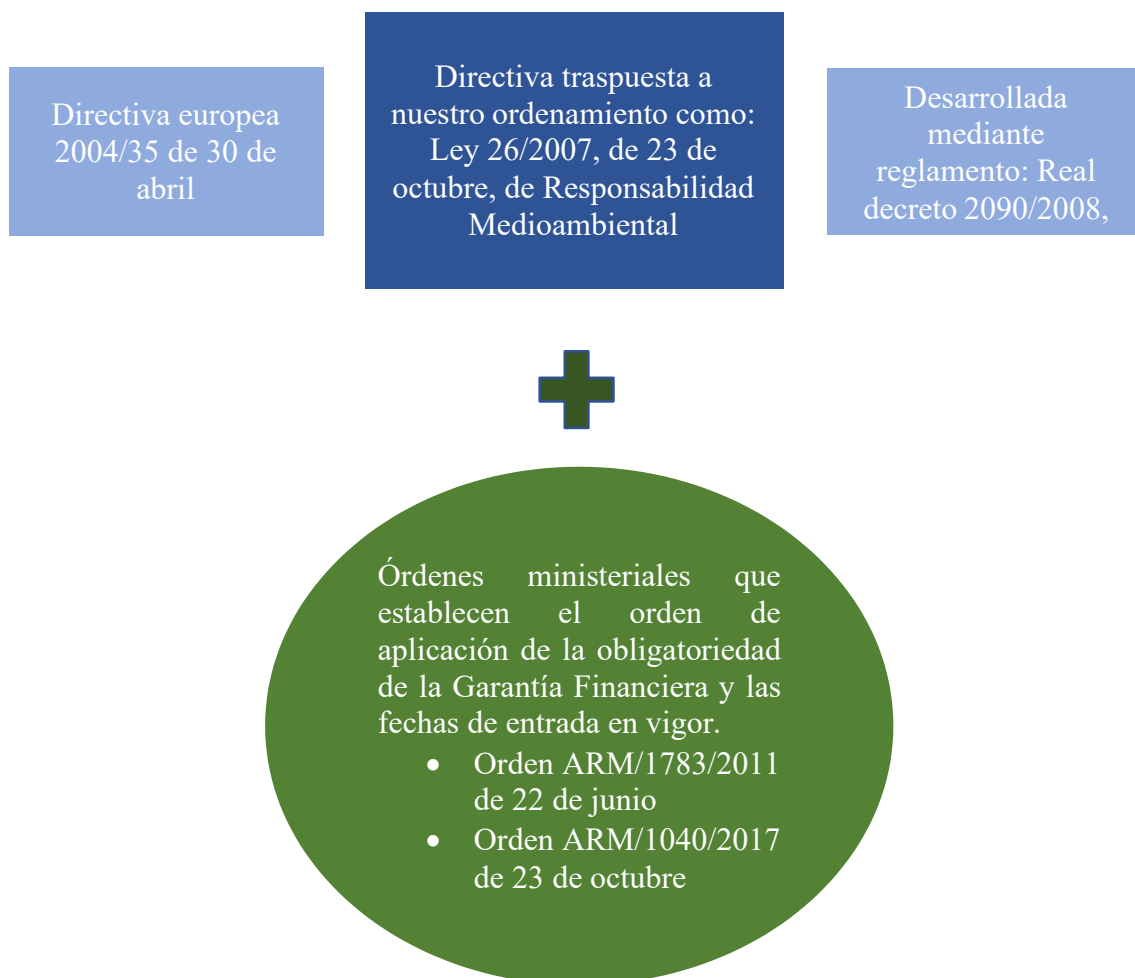 Directiva europea
2004/35 de 30 de
abril
Directiva traspuesta a
nuestro ordenamiento como:
Ley 26/2007, de 23 de
octubre, de Responsabilidad
Medioambiental
Desarrollada
mediante
reglamento: Real
decreto 2090/2008,
Órdenes ministeriales que
establecen el orden de
aplicación de la obligatoriedad
de la Garantía Financiera y las
fechas de entrada en vigor.
• Orden ARM/1783/2011
de 22 de junio
• Orden ARM/1040/2017
de 23 de octubre